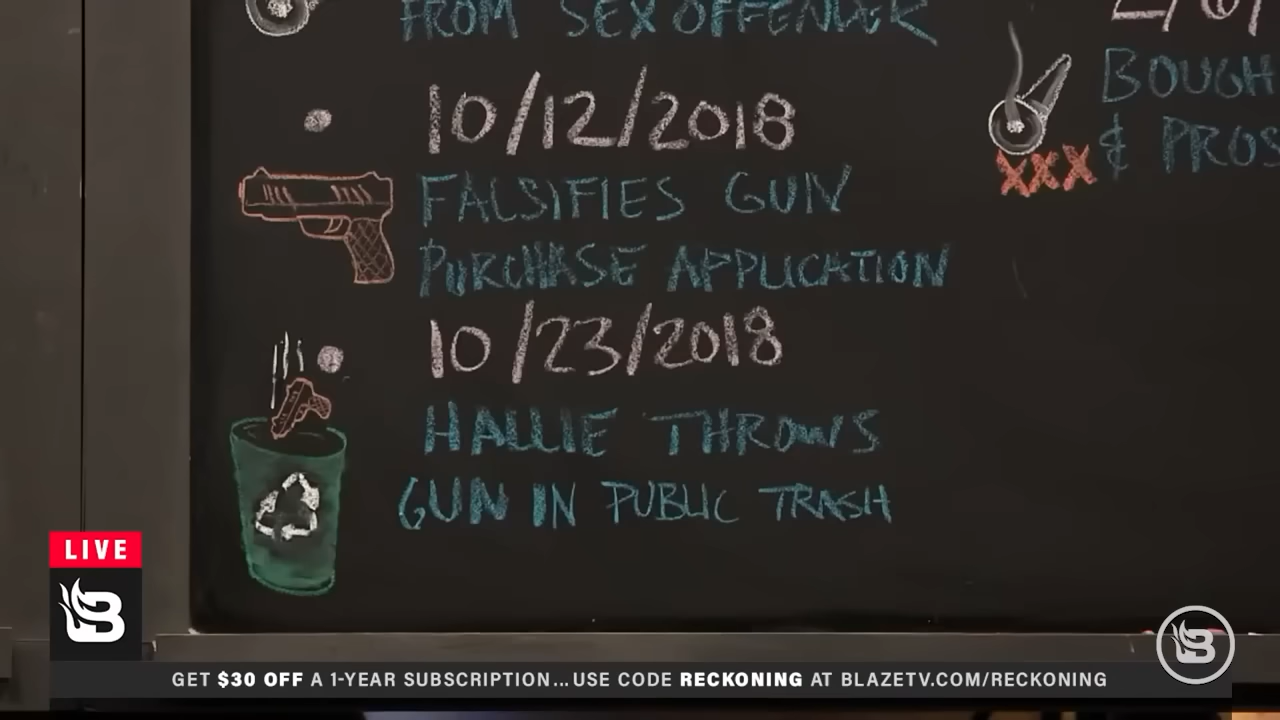 FROM SEX OFFENDER
10/12/2018
FALSIFIES GUN
PURCHASE APPLICATION
10/23/2018
HALLIE THROWS
GUN IN PUBLIC TRASH
XXX
&
LIVE
B
GET $30 OFF A 1-YEAR SUBSCRIPTION...USE CODE RECKONING AT BLAZETV.COM/RECKONING
B